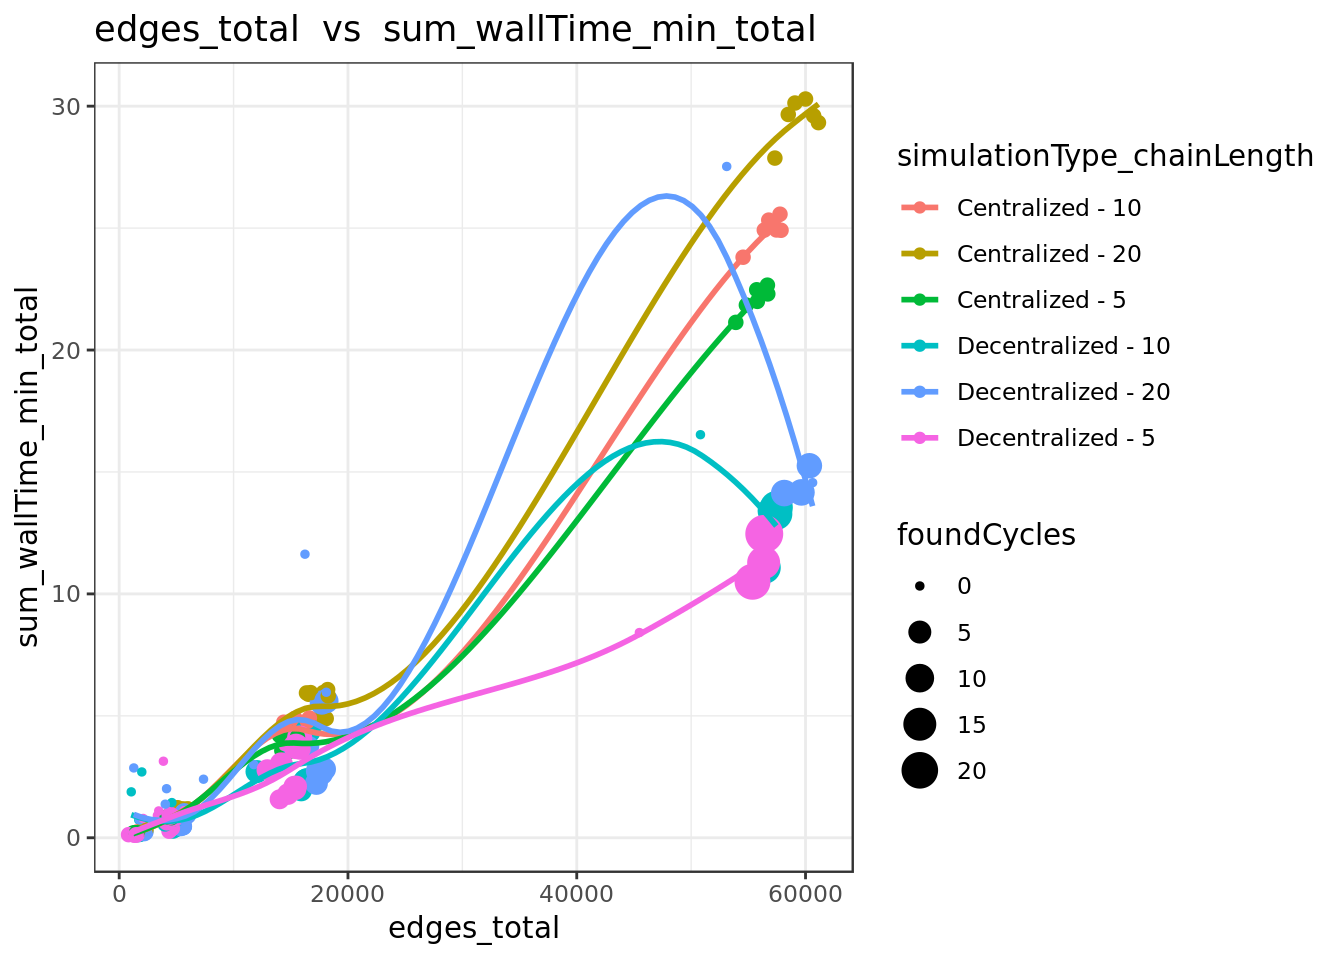 edges_total vs sum_wallTime_min_total
sum_wallTime_min_total
30
20
10
0
0
20000
40000
60000
edges_total
simulationType_chainLength
Centralized - 10
Centralized - 20
Centralized - 5
Decentralized - 10
Decentralized - 20
Decentralized - 5
foundCycles
0
5
10
15
20